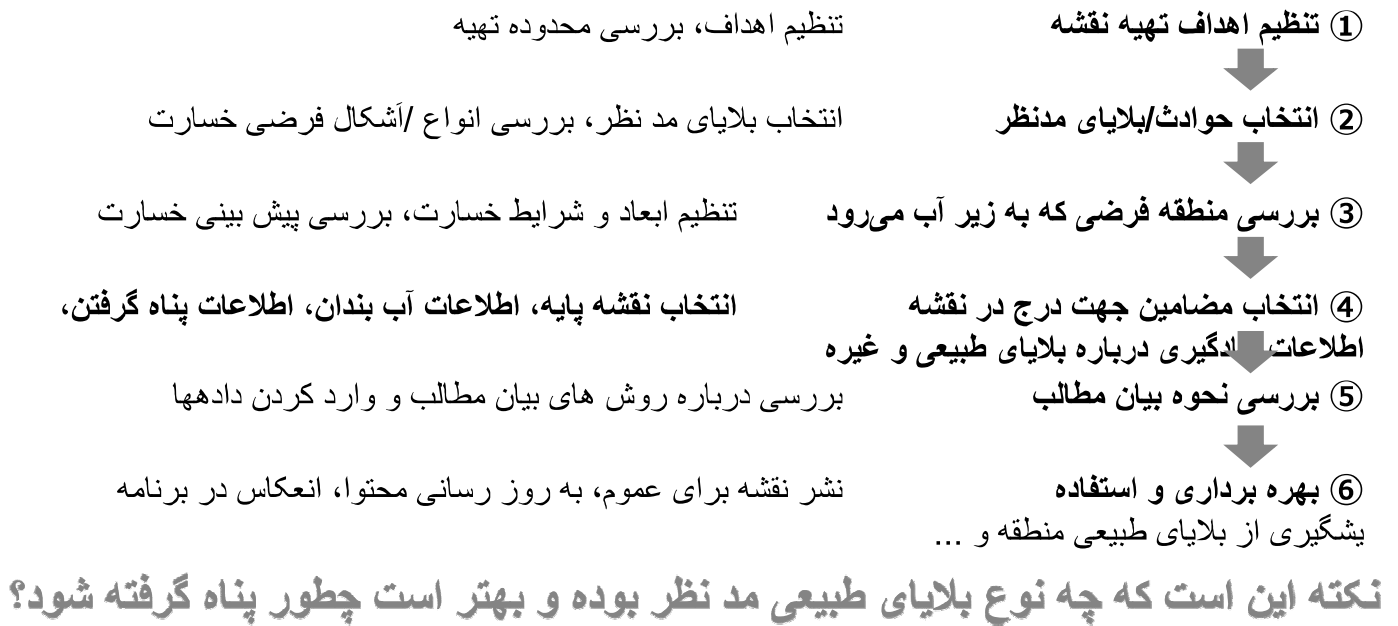 ① تنظیم اهداف تهیه نقشه تنظیم اهداف، بررسی محدوده تهیه
② انتخاب حوادث/بلایای مدنظر انتخاب بلایای مد نظر، بررسی انواع /اَشکال فرضی خسارت
③ بررسی منطقه فرضی که به زیر آب می‌رود تنظیم ابعاد و شرایط خسارت، بررسی پیش بینی خسارت
④ انتخاب مضامین جهت درج در نقشه انتخاب نقشه پایه، اطلاعات آب بندان، اطلاعات پناه گرفتن،
اطلاعات درباره بلایای طبیعی و غیره
⑤ بررسی نحوه بیان مطالب بررسی درباره روش های بیان مطالب و وارد کردن دادهها
⑥ بهره برداری و استفاده نشر نقشه برای عموم، به روز رسانی محتوا، انعکاس در برنامه
یشگیری از بلایای طبیعی منطقه و ...
نکته این است که چه نوع بلایای طبیعی مد نظر بوده و بهتر است چطور پناه گرفته شود؟